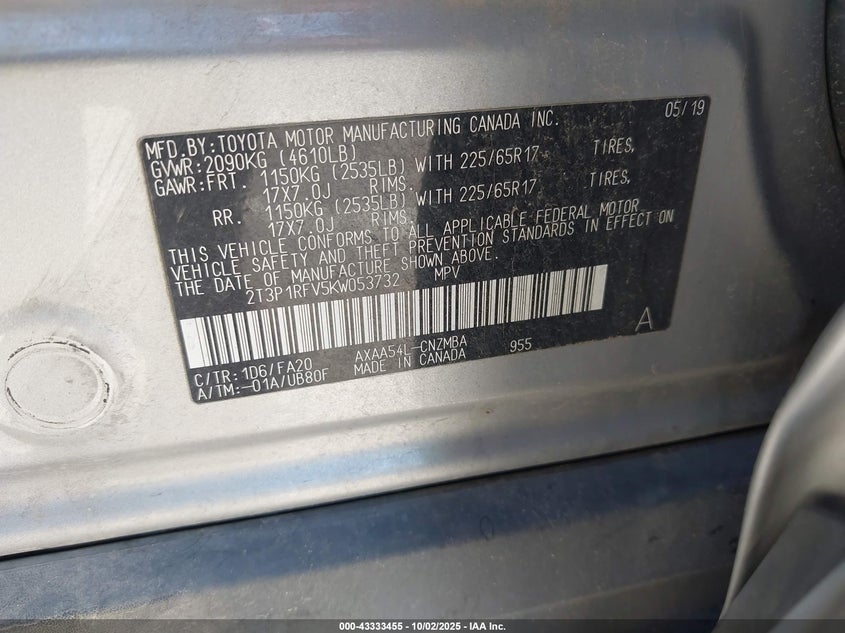 MFD.BY:TOYOTA MOTOR MANUFACTURING CANADA INC. 05/19
GVWR:2090KG (4610LB)
GAWR:FRT. 1150KG (2535LB) WITH 225/65R17 TIRES,
17X7.0J RIMS.
RR. 1150KG (2535LB) WITH 225/65R17 TIRES,
17X7.0J RIMS.
THIS VEHICLE CONFORMS TO ALL APPLICABLE FEDERAL MOTOR
VEHICLE SAFETY AND THEFT PREVENTION STANDARDS IN EFFECT ON
THE DATE OF MANUFACTURE SHOWN ABOVE.
2T3P1RFV5KW053732 MPV
A
C/TR:1D6/FA20 AXAA54L-CNZMBA 955
A/TM:-01A/UB80F MADE IN CANADA
000-43333455 - 10/02/2025 - IAA Inc.